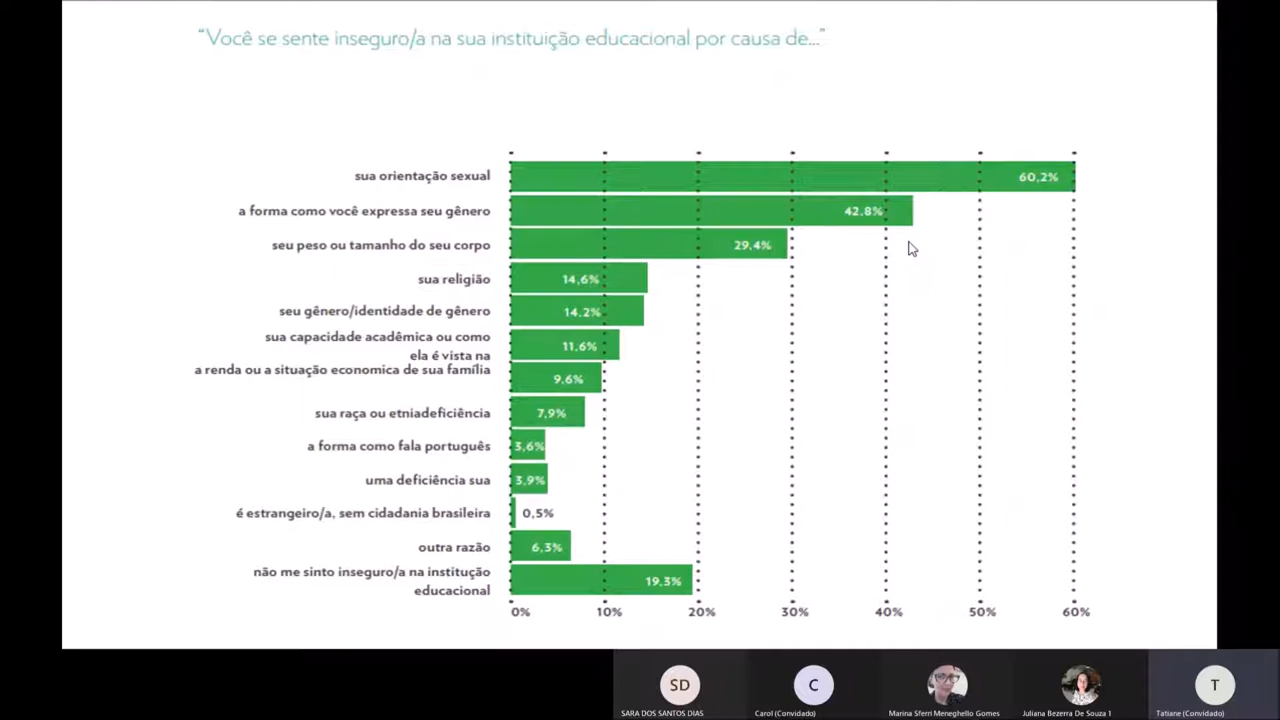 “Você se sente inseguro/a na sua instituição educacional por causa de...”
sua orientação sexual
60,2%
a forma como você expressa seu gênero
42,8%
seu peso ou tamanho do seu corpo
29,4%
sua religião
14,6%
seu gênero/identidade de gênero
14,2%
sua capacidade acadêmica ou como
ela é vista na
11,6%
a renda ou a situação economica de sua família
9,6%
sua raça ou etniadeficiência
7,9%
a forma como fala português
3,6%
uma deficiência sua
3,9%
é estrangeiro/a, sem cidadania brasileira
0,5%
outra razão
6,3%
não me sinto inseguro/a na institução
educacional
19,3%
0% 10% 20% 30% 40% 50% 60%
SD C T
SARA DOS SANTOS DIAS Carol (Convidado) Marina Sferri Meneghello Gomes Juliana Bezerra De Souza 1 Tatiane (Convidado)